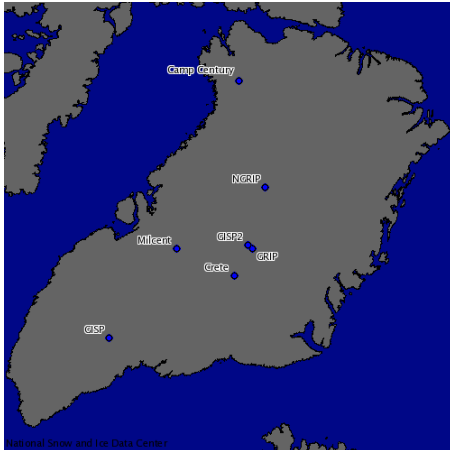 Camp Century
NGRIP
Milcent
GISP2
GRIP
Crete
GISP
National Snow and Ice Data Center